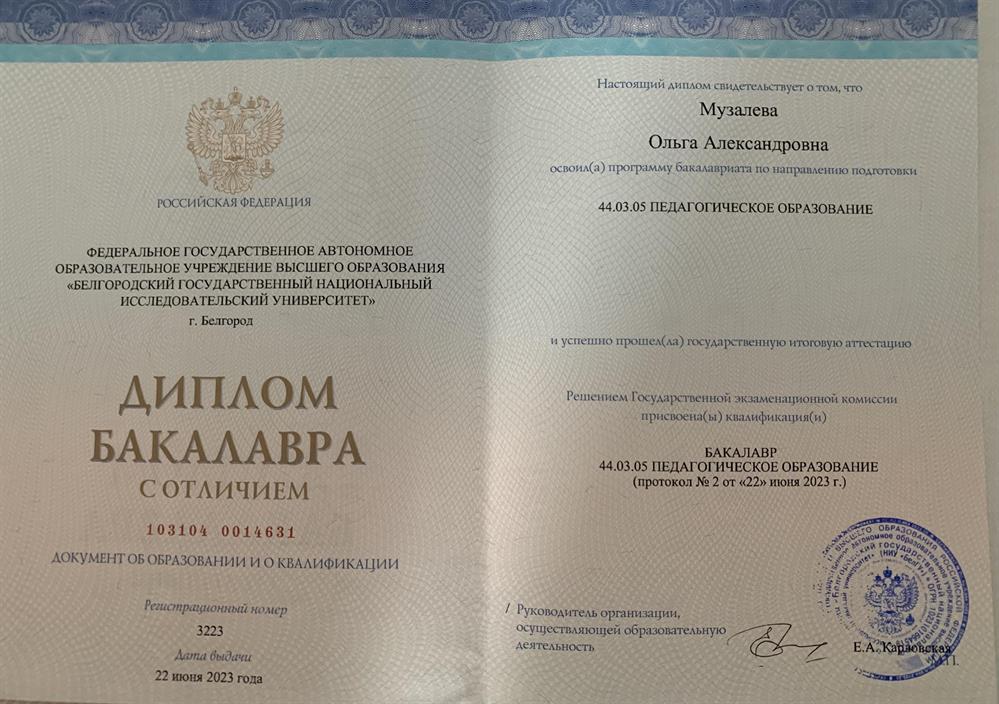 РОССИЙСКАЯ ФЕДЕРАЦИЯ
ФЕДЕРАЛЬНОЕ ГОСУДАРСТВЕННОЕ АВТОНОМНОЕ
ОБРАЗОВАТЕЛЬНОЕ УЧРЕЖДЕНИЕ ВЫСШЕГО ОБРАЗОВАНИЯ
«БЕЛГОРОДСКИЙ ГОСУДАРСТВЕННЫЙ НАЦИОНАЛЬНЫЙ
ИССЛЕДОВАТЕЛЬСКИЙ УНИВЕРСИТЕТ»
г. Белгород
ДИПЛОМ
БАКАЛАВРА
С ОТЛИЧИЕМ
103104 0014631
ДОКУМЕНТ ОБ ОБРАЗОВАНИИ И О КВАЛИФИКАЦИИ
Регистрационный номер
3223
Дата выдачи
22 июня 2023 года
Настоящий диплом свидетельствует о том, что
Музалева
Ольга Александровна
освоил(а) программу бакалавриата по направлению подготовки
44.03.05 ПЕДАГОГИЧЕСКОЕ ОБРАЗОВАНИЕ
и успешно прошел(ла) государственную итоговую аттестацию
Решением Государственной экзаменационной комиссии
присвоена(ы) квалификация(и)
БАКАЛАВР
44.03.05 ПЕДАГОГИЧЕСКОЕ ОБРАЗОВАНИЕ
(протокол № 2 от «22» июня 2023 г.)
/ Руководитель организации,
осуществляющей образовательную
деятельность
Е.А. Карловская
М.П.